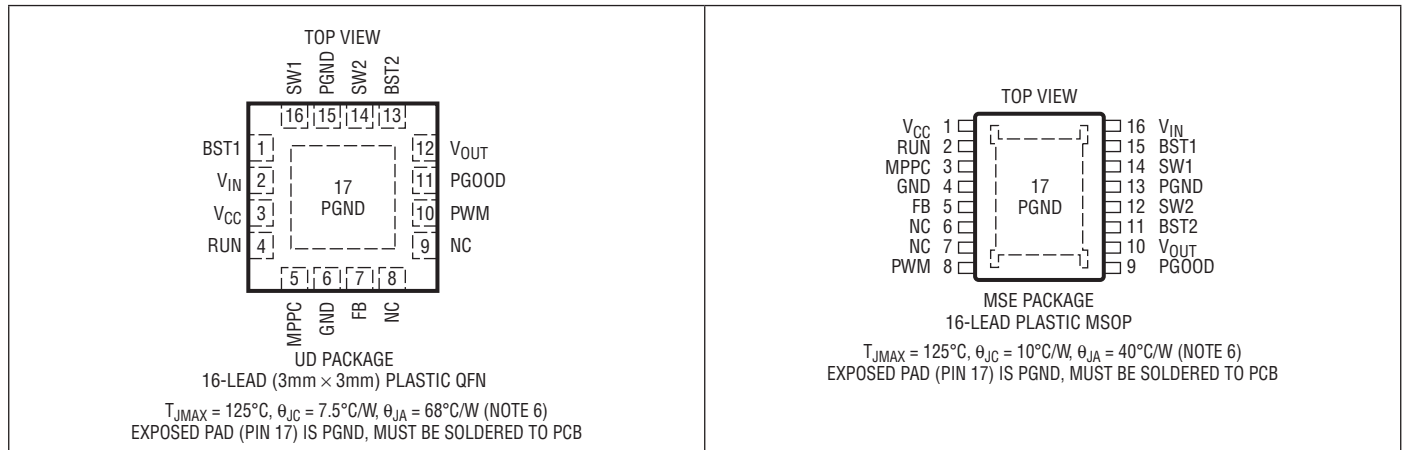 TOP VIEW
SW1
PGND
SW2
BST2
16 15 14 13
BST1 1
VIN 2
VCC 3
RUN 4
17
PGND
12 VOUT
11 PGOOD
10 PWM
9 NC
5 6 7 8
MPPC
GND
FB
NC
UD PACKAGE
16-LEAD (3mm × 3mm) PLASTIC QFN
TJMAX = 125°C, θJC = 7.5°C/W, θJA = 68°C/W (NOTE 6)
EXPOSED PAD (PIN 17) IS PGND, MUST BE SOLDERED TO PCB
TOP VIEW
VCC 1
RUN 2
MPPC 3
GND 4
FB 5
NC 6
NC 7
PWM 8
17
PGND
16 VIN
15 BST1
14 SW1
13 PGND
12 SW2
11 BST2
10 VOUT
9 PGOOD
MSE PACKAGE
16-LEAD PLASTIC MSOP
TJMAX = 125°C, θJC = 10°C/W, θJA = 40°C/W (NOTE 6)
EXPOSED PAD (PIN 17) IS PGND, MUST BE SOLDERED TO PCB